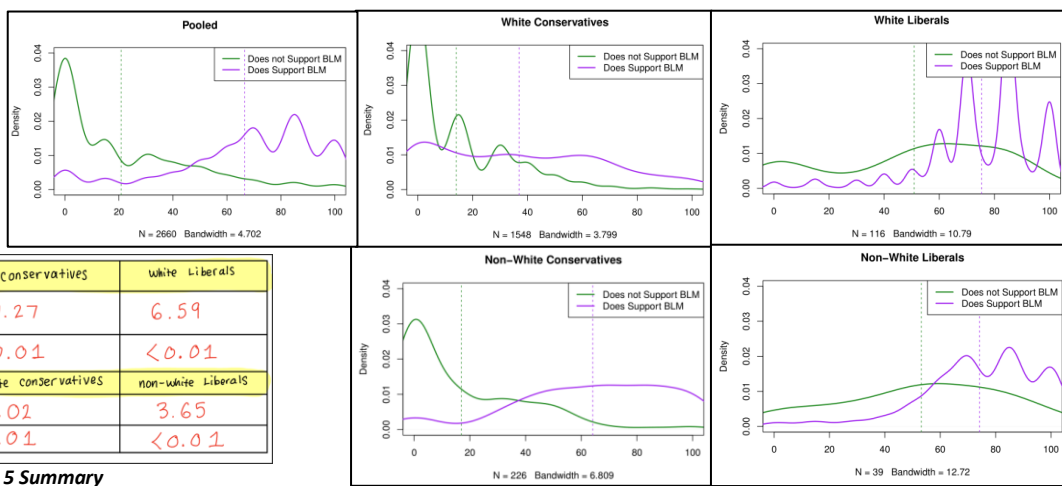 Pooled
Does not Support BLM
Does Support BLM
Density
0.00 0.01 0.02 0.03 0.04
0 20 40 60 80 100
N = 2660 Bandwidth = 4.702
White Conservatives
Does not Support BLM
Does Support BLM
Density
0.00 0.01 0.02 0.03 0.04
0 20 40 60 80 100
N = 1548 Bandwidth = 3.799
White Liberals
Does not Support BLM
Does Support BLM
Density
0.00 0.01 0.02 0.03 0.04
0 20 40 60 80 100
N = 116 Bandwidth = 10.79
conservatives White Liberals
.27 6.59
0.01 <0.01
te conservatives non-white Liberals
.02 3.65
.01 <0.01
5 Summary
Non−White Conservatives
Does not Support BLM
Does Support BLM
Density
0.00 0.01 0.02 0.03 0.04
0 20 40 60 80 100
N = 226 Bandwidth = 6.809
Non−White Liberals
Does not Support BLM
Does Support BLM
Density
0.00 0.01 0.02 0.03 0.04
0 20 40 60 80 100
N = 39 Bandwidth = 12.72